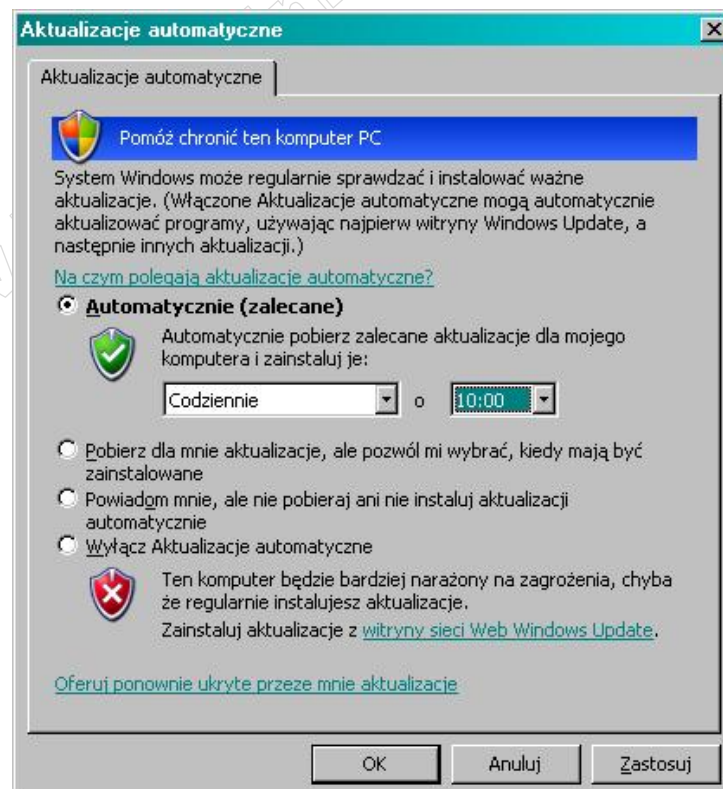 Aktualizacje automatyczne
Aktualizacje automatyczne
Pomóż chronić ten komputer PC
System Windows może regularnie sprawdzać i instalować ważne
aktualizacje. (Włączone Aktualizacje automatyczne mogą automatycznie
aktualizować programy, używając najpierw witryny Windows Update, a
następnie innych aktualizacji.)
Na czym polegają aktualizacje automatyczne?
Automatycznie (zalecane)
Automatycznie pobierz zalecane aktualizacje dla mojego
komputera i zainstaluj je:
Codziennie o 10:00
Pobierz dla mnie aktualizacje, ale pozwól mi wybrać, kiedy mają być
zainstalowane
Powiadom mnie, ale nie pobieraj ani nie instaluj aktualizacji
automatycznie
Wyłącz Aktualizacje automatyczne
Ten komputer będzie bardziej narażony na zagrożenia, chyba
że regularnie instalujesz aktualizacje.
Zainstaluj aktualizacje z witryny sieci Web Windows Update.
Oferuj ponownie ukryte przeze mnie aktualizacje
OK Anuluj Zastosuj